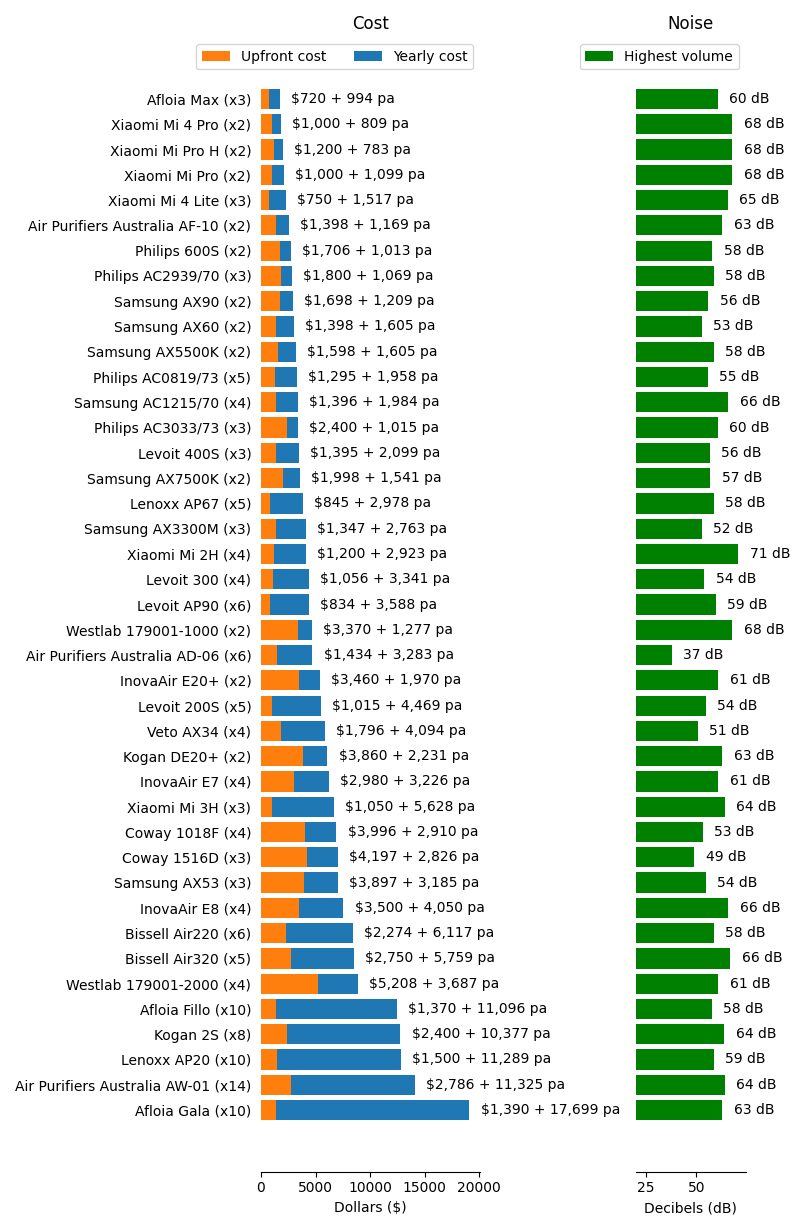 Cost Noise
Upfront cost Yearly cost Highest volume
Afloia Max (x3) $720 + 994 pa 60 dB
Xiaomi Mi 4 Pro (x2) $1,000 + 809 pa 68 dB
Xiaomi Mi Pro H (x2) $1,200 + 783 pa 68 dB
Xiaomi Mi Pro (x2) $1,000 + 1,099 pa 68 dB
Xiaomi Mi 4 Lite (x3) $750 + 1,517 pa 65 dB
Air Purifiers Australia AF-10 (x2) $1,398 + 1,169 pa 63 dB
Philips 600S (x2) $1,706 + 1,013 pa 58 dB
Philips AC2939/70 (x3) $1,800 + 1,069 pa 58 dB
Samsung AX90 (x2) $1,698 + 1,209 pa 56 dB
Samsung AX60 (x2) $1,398 + 1,605 pa 53 dB
Samsung AX5500K (x2) $1,598 + 1,605 pa 58 dB
Philips AC0819/73 (x5) $1,295 + 1,958 pa 55 dB
Samsung AC1215/70 (x4) $1,396 + 1,984 pa 66 dB
Philips AC3033/73 (x3) $2,400 + 1,015 pa 60 dB
Levoit 400S (x3) $1,395 + 2,099 pa 56 dB
Samsung AX7500K (x2) $1,998 + 1,541 pa 57 dB
Lenoxx AP67 (x5) $845 + 2,978 pa 58 dB
Samsung AX3300M (x3) $1,347 + 2,763 pa 52 dB
Xiaomi Mi 2H (x4) $1,200 + 2,923 pa 71 dB
Levoit 300 (x4) $1,056 + 3,341 pa 54 dB
Levoit AP90 (x6) $834 + 3,588 pa 59 dB
Westlab 179001-1000 (x2) $3,370 + 1,277 pa 68 dB
Air Purifiers Australia AD-06 (x6) $1,434 + 3,283 pa 37 dB
InovaAir E20+ (x2) $3,460 + 1,970 pa 61 dB
Levoit 200S (x5) $1,015 + 4,469 pa 54 dB
Veto AX34 (x4) $1,796 + 4,094 pa 51 dB
Kogan DE20+ (x2) $3,860 + 2,231 pa 63 dB
InovaAir E7 (x4) $2,980 + 3,226 pa 61 dB
Xiaomi Mi 3H (x3) $1,050 + 5,628 pa 64 dB
Coway 1018F (x4) $3,996 + 2,910 pa 53 dB
Coway 1516D (x3) $4,197 + 2,826 pa 49 dB
Samsung AX53 (x3) $3,897 + 3,185 pa 54 dB
InovaAir E8 (x4) $3,500 + 4,050 pa 66 dB
Bissell Air220 (x6) $2,274 + 6,117 pa 58 dB
Bissell Air320 (x5) $2,750 + 5,759 pa 66 dB
Westlab 179001-2000 (x4) $5,208 + 3,687 pa 61 dB
Afloia Fillo (x10) $1,370 + 11,096 pa 58 dB
Kogan 2S (x8) $2,400 + 10,377 pa 64 dB
Lenoxx AP20 (x10) $1,500 + 11,289 pa 59 dB
Air Purifiers Australia AW-01 (x14) $2,786 + 11,325 pa 64 dB
Afloia Gala (x10) $1,390 + 17,699 pa 63 dB
0 5000 10000 15000 20000 25 50
Dollars ($) Decibels (dB)